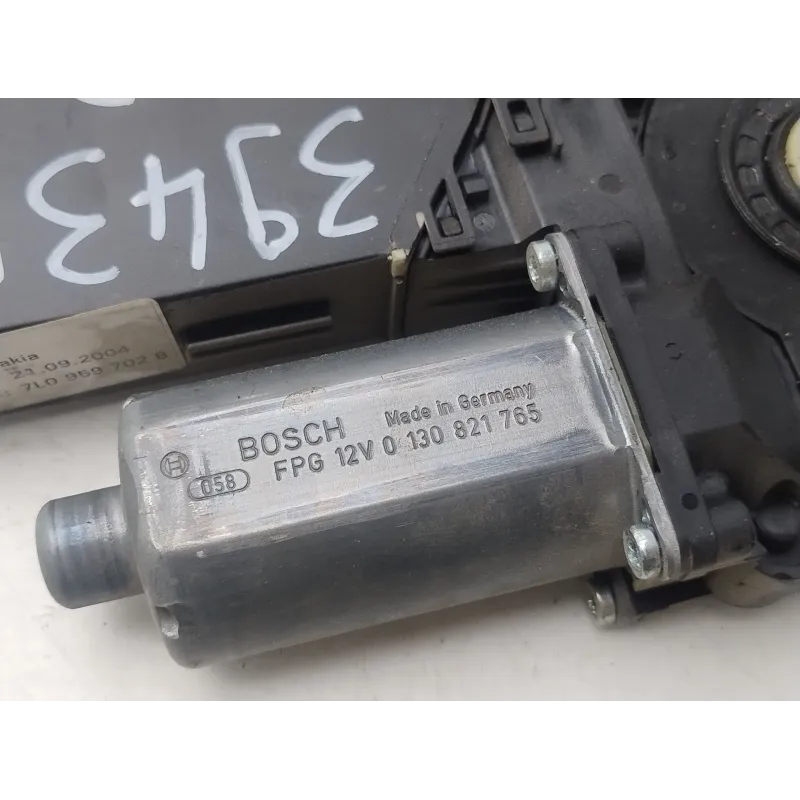 3943
akia
21.09.2004
7L0 959 702 B
BOSCH Made in Germany
058 FPG 12V 0 130 821 765